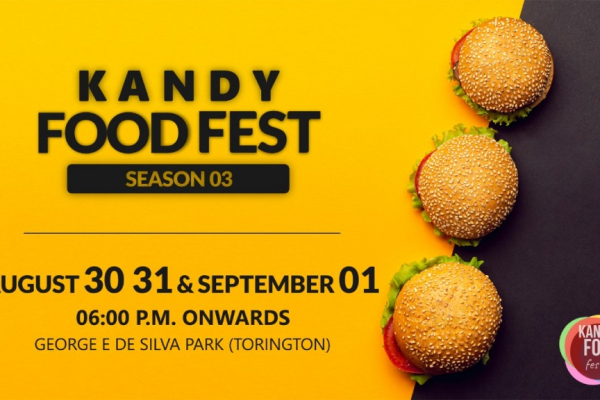 KANDY
FOOD FEST
SEASON 03
AUGUST 30 31 & SEPTEMBER 01
06:00 P.M. ONWARDS
GEORGE E DE SILVA PARK (TORINGTON)